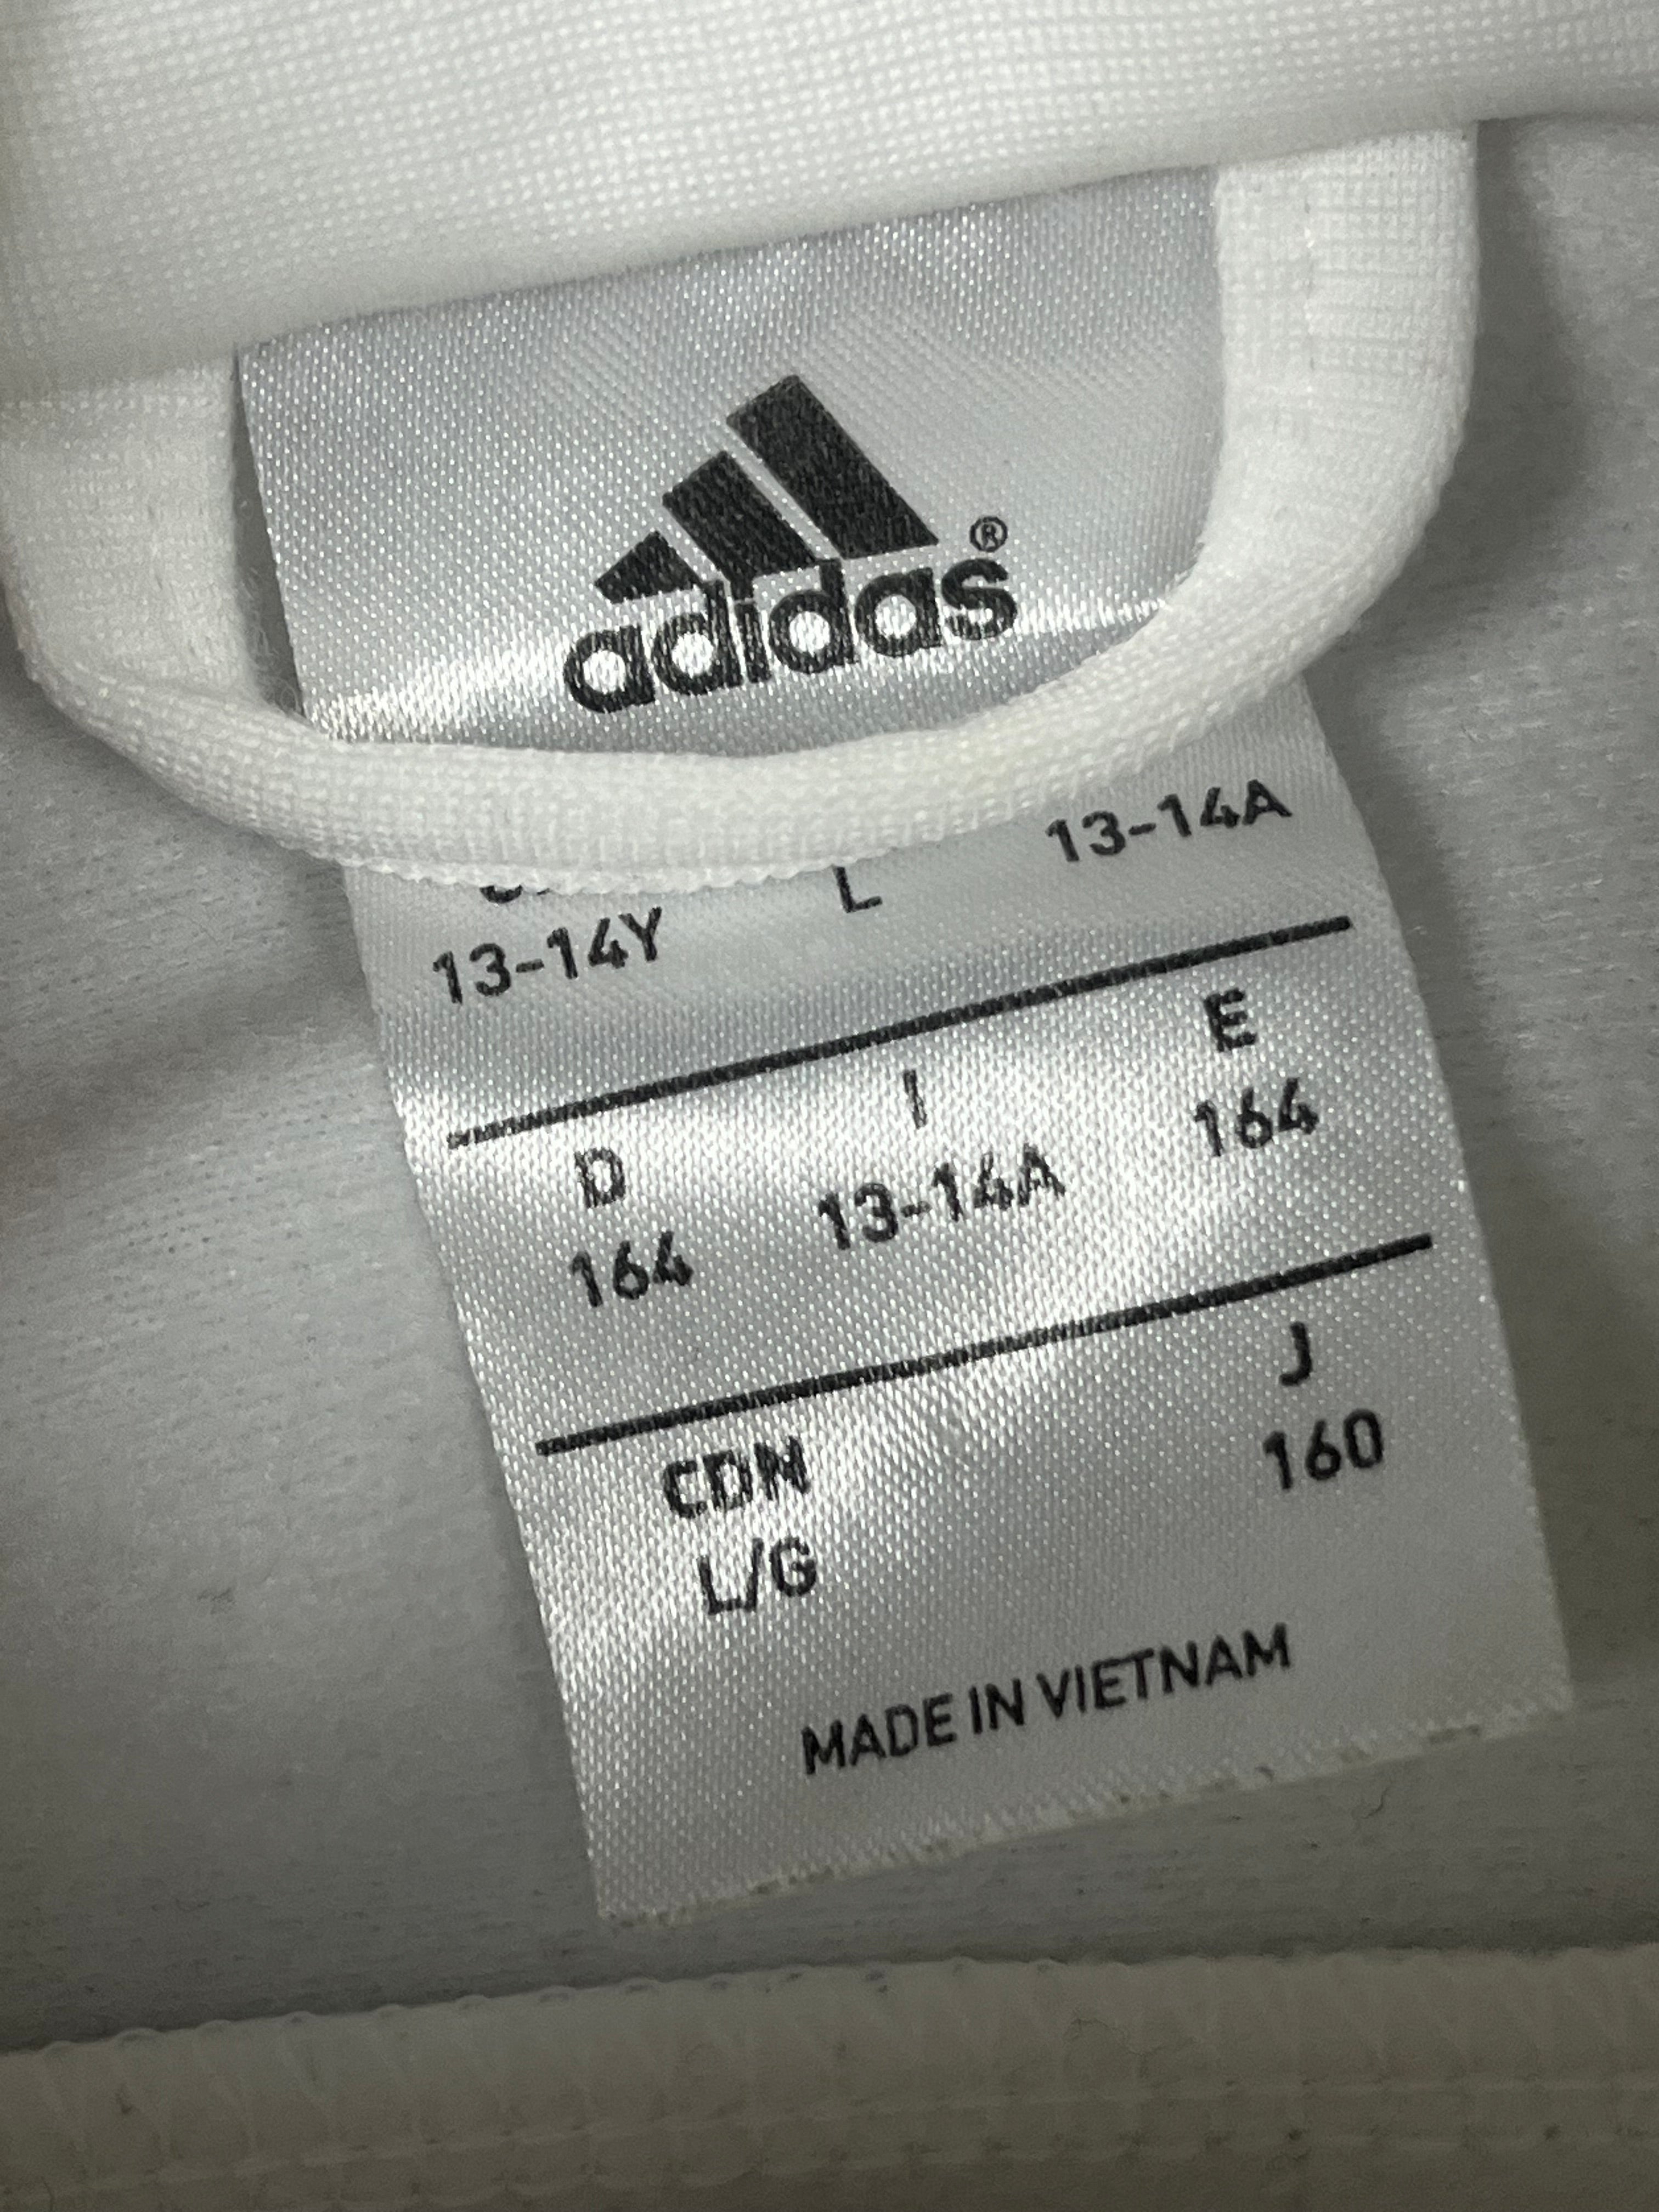 adidas®
13-14Y L 13-14A
D I E
164 13-14A 164
CDN J
L/G 160
MADE IN VIETNAM